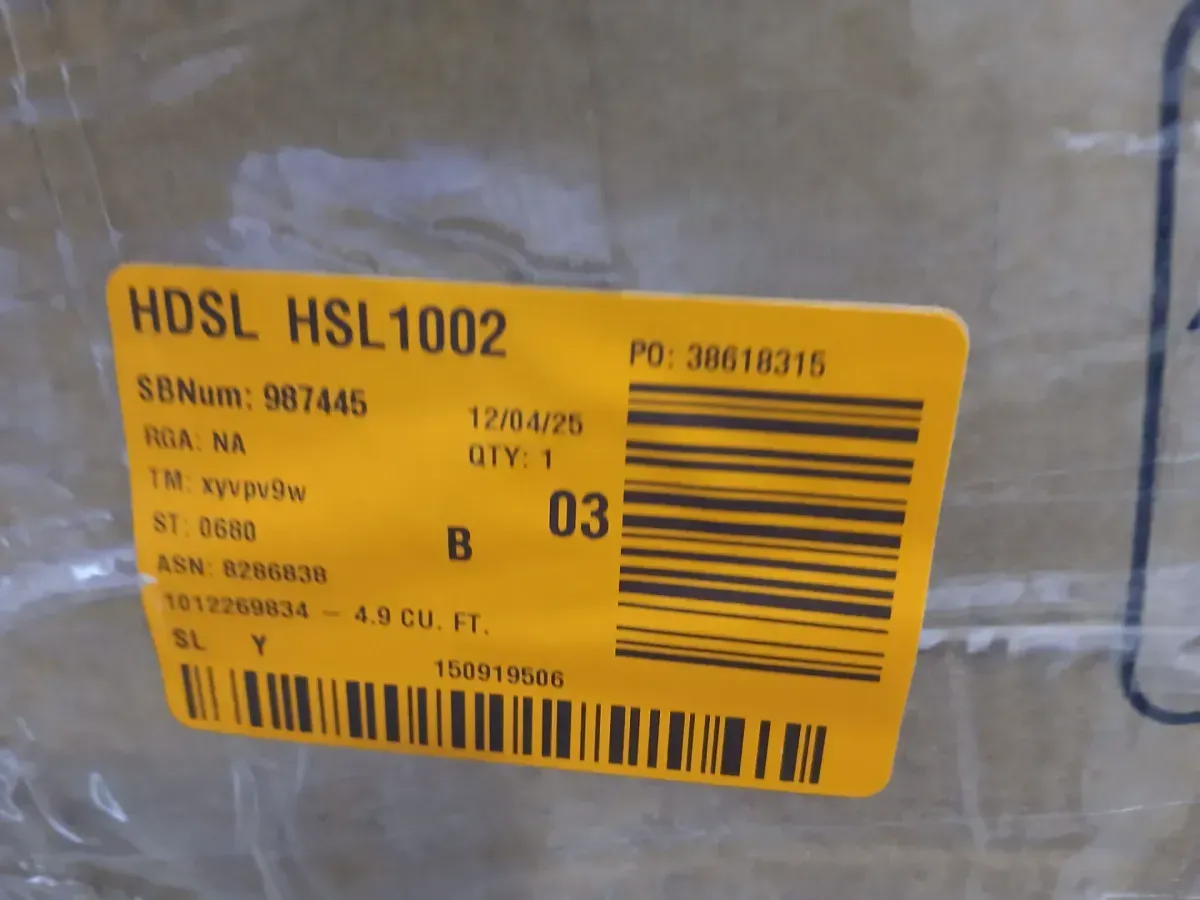 HDSL HSL1002
PO: 38618315
SBNum: 987445
12/04/25
RGA: NA
QTY: 1
TM: xyvpv9w
03
ST: 0680
B
ASN: 8286838
1012269834 – 4.9 CU. FT.
SL Y
150919506